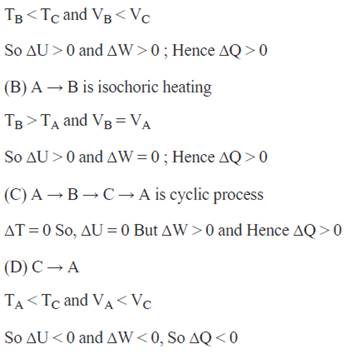 T_B < T_C and V_B < V_C
So ΔU > 0 and ΔW > 0 ; Hence ΔQ > 0
(B) A → B is isochoric heating
T_B > T_A and V_B = V_A
So ΔU > 0 and ΔW = 0 ; Hence ΔQ > 0
(C) A → B → C → A is cyclic process
ΔT = 0 So, ΔU = 0 But ΔW > 0 and Hence ΔQ > 0
(D) C → A
T_A < T_C and V_A < V_C
So ΔU < 0 and ΔW < 0, So ΔQ < 0